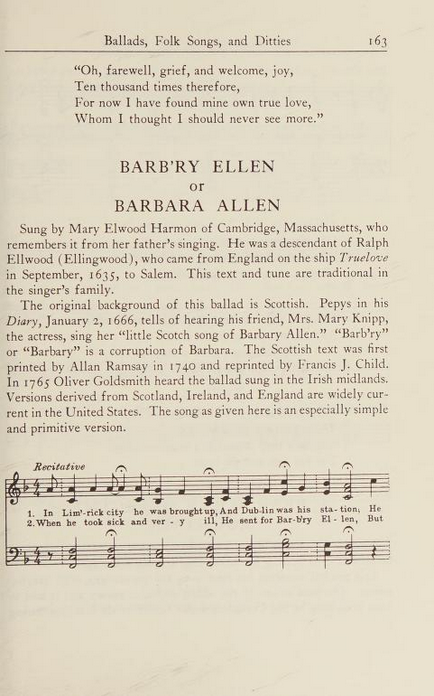 Ballads, Folk Songs, and Ditties 163
“Oh, farewell, grief, and welcome, joy,
Ten thousand times therefore,
For now I have found mine own true love,
Whom I thought I should never see more.”
BARB’RY ELLEN
or
BARBARA ALLEN
Sung by Mary Elwood Harmon of Cambridge, Massachusetts, who
remembers it from her father’s singing. He was a descendant of Ralph
Ellwood (Ellingwood), who came from England on the ship Truelove
in September, 1635, to Salem. This text and tune are traditional in
the singer’s family.
The original background of this ballad is Scottish. Pepys in his
Diary, January 2, 1666, tells of hearing his friend, Mrs. Mary Knipp,
the actress, sing her “little Scotch song of Barbary Allen.” “Barb’ry”
or “Barbary” is a corruption of Barbara. The Scottish text was first
printed by Allan Ramsay in 1740 and reprinted by Francis J. Child.
In 1765 Oliver Goldsmith heard the ballad sung in the Irish midlands.
Versions derived from Scotland, Ireland, and England are widely cur-
rent in the United States. The song as given here is an especially simple
and primitive version.
Recitative
1. In Lim’-rick city he was brought up, And Dub-lin was his sta-tion, He
2. When he took sick and ver-y ill, He sent for Bar-b’ry El-len, But